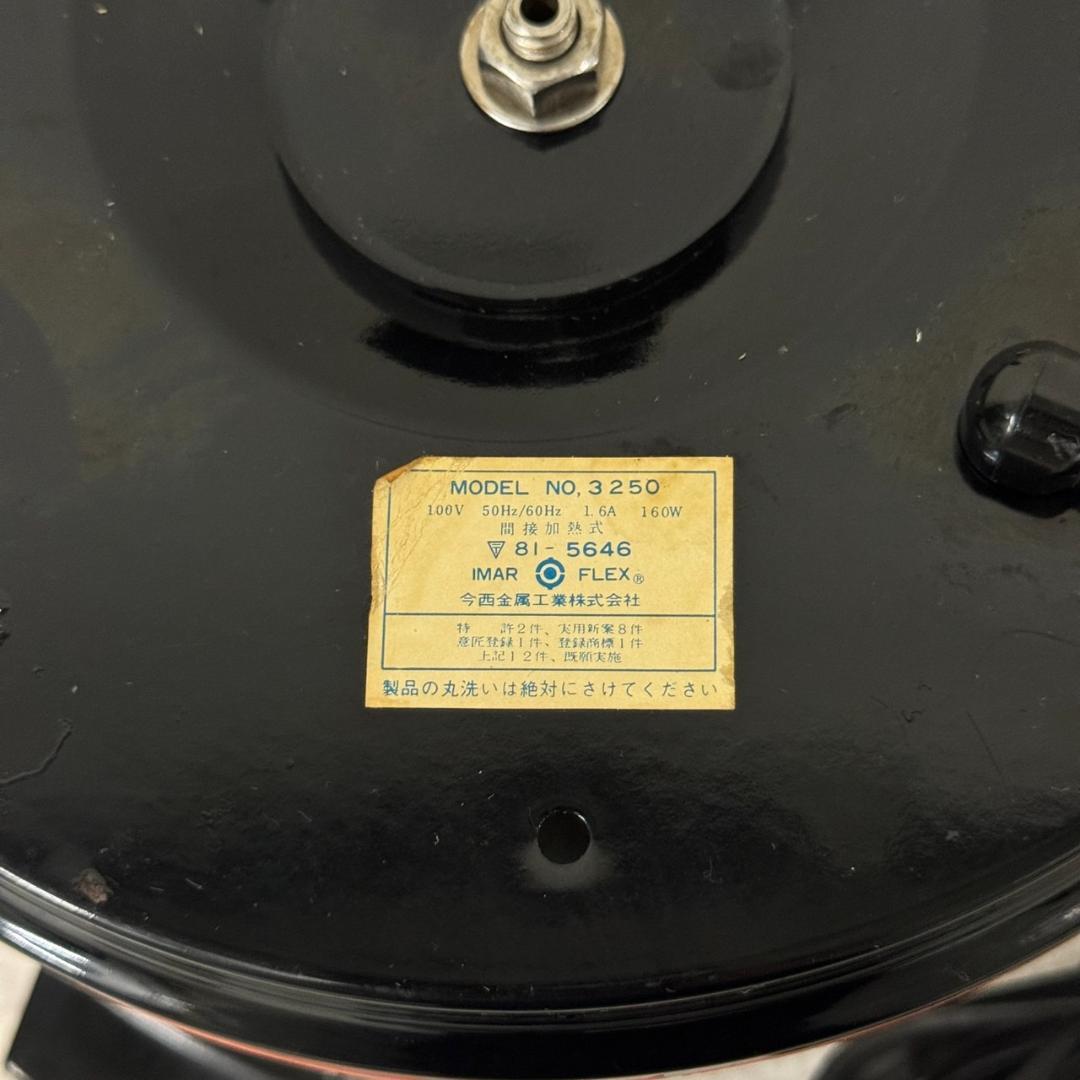 MODEL NO, 3250
100V 50Hz/60Hz 1.6A 160W
間接加熱式
〒 81-5646
IMAR FLEX®
今西金属工業株式会社
特 許2件、実用新案8件
意匠登録1件、登録商標1件
上記12件、既願実施
製品の丸洗いは絶対にさけてください